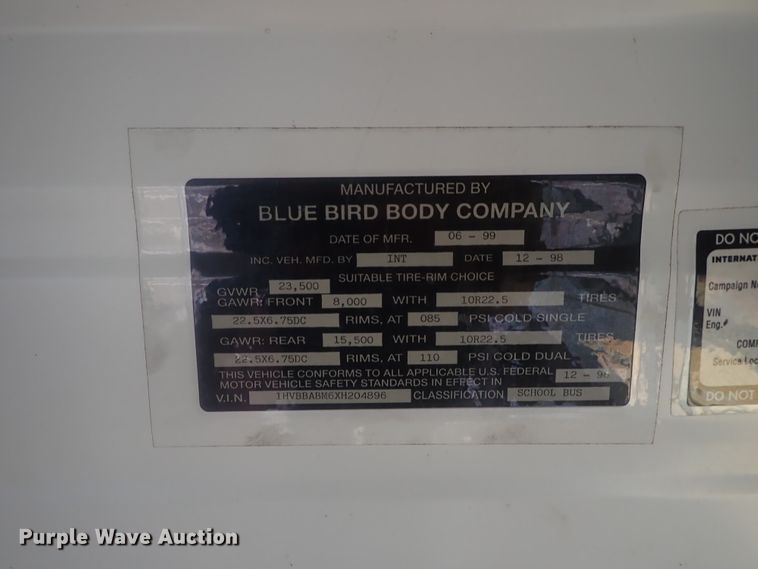 MANUFACTURED BY
BLUE BIRD BODY COMPANY
DATE OF MFR. 06 - 99
INC. VEH. MFD. BY INT DATE 12 - 98
SUITABLE TIRE-RIM CHOICE
GVWR 23,500
GAWR: FRONT 8,000 WITH 10R22.5 TIRES
22.5X6.75DC RIMS, AT 085 PSI COLD SINGLE
GAWR: REAR 15,500 WITH 10R22.5 TIRES
22.5X6.75DC RIMS, AT 110 PSI COLD DUAL
THIS VEHICLE CONFORMS TO ALL APPLICABLE U.S. FEDERAL
MOTOR VEHICLE SAFETY STANDARDS IN EFFECT IN 12 - 98
V.I.N. 1HVBBABM6XH204896 CLASSIFICATION SCHOOL BUS
DO NO
INTERNAT
Campaign N
VIN
Eng.#
COM
Service Loc
DO NOT
Purple Wave Auction